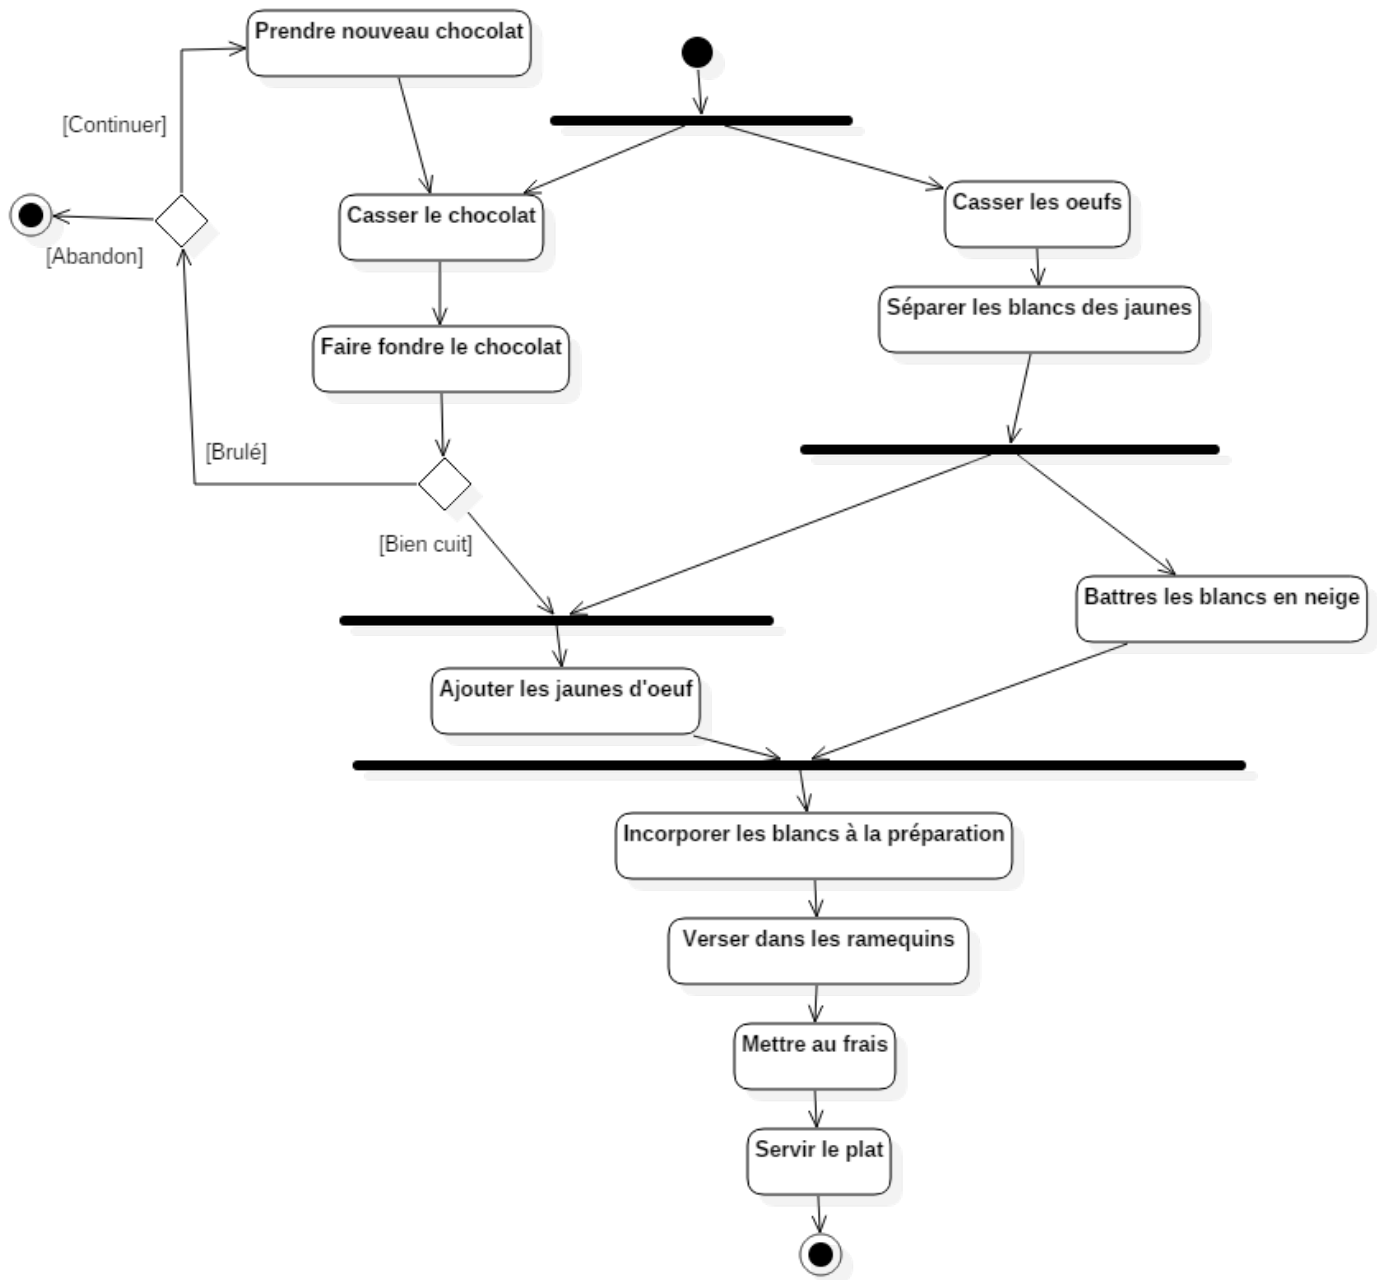 Prendre nouveau chocolat
[Continuer]
Casser le chocolat
Casser les oeufs
[Abandon]
Séparer les blancs des jaunes
Faire fondre le chocolat
[Brulé]
[Bien cuit]
Battres les blancs en neige
Ajouter les jaunes d'oeuf
Incorporer les blancs à la préparation
Verser dans les ramequins
Mettre au frais
Servir le plat